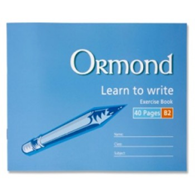 ORMOND
Learn to write
Exercise Book
40 Pages B2
Name
Class
Subject